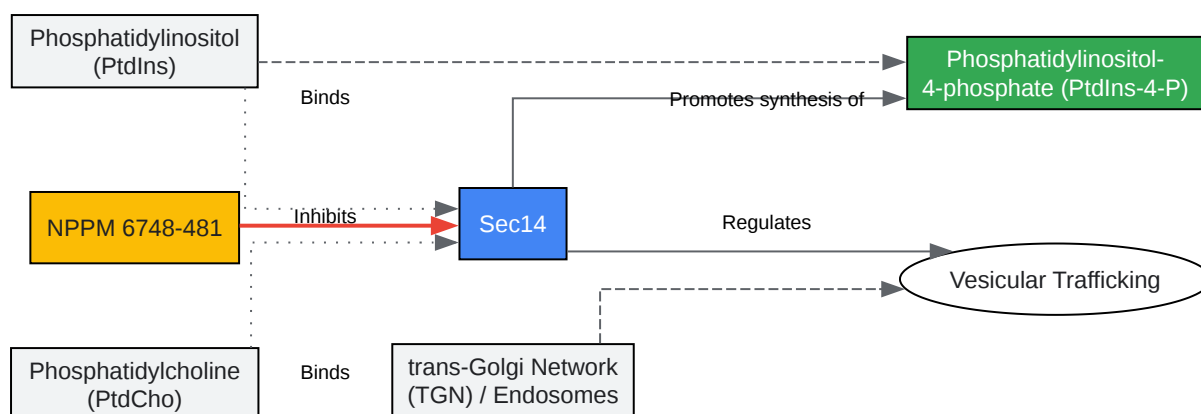 Phosphatidylinositol
(PtdIns)
Phosphatidylinositol-
4-phosphate (PtdIns-4-P)
Binds
Promotes synthesis of
NPPM 6748-481
Inhibits
Sec14
Regulates
Vesicular Trafficking
Phosphatidylcholine
(PtdCho)
Binds
trans-Golgi Network
(TGN) / Endosomes